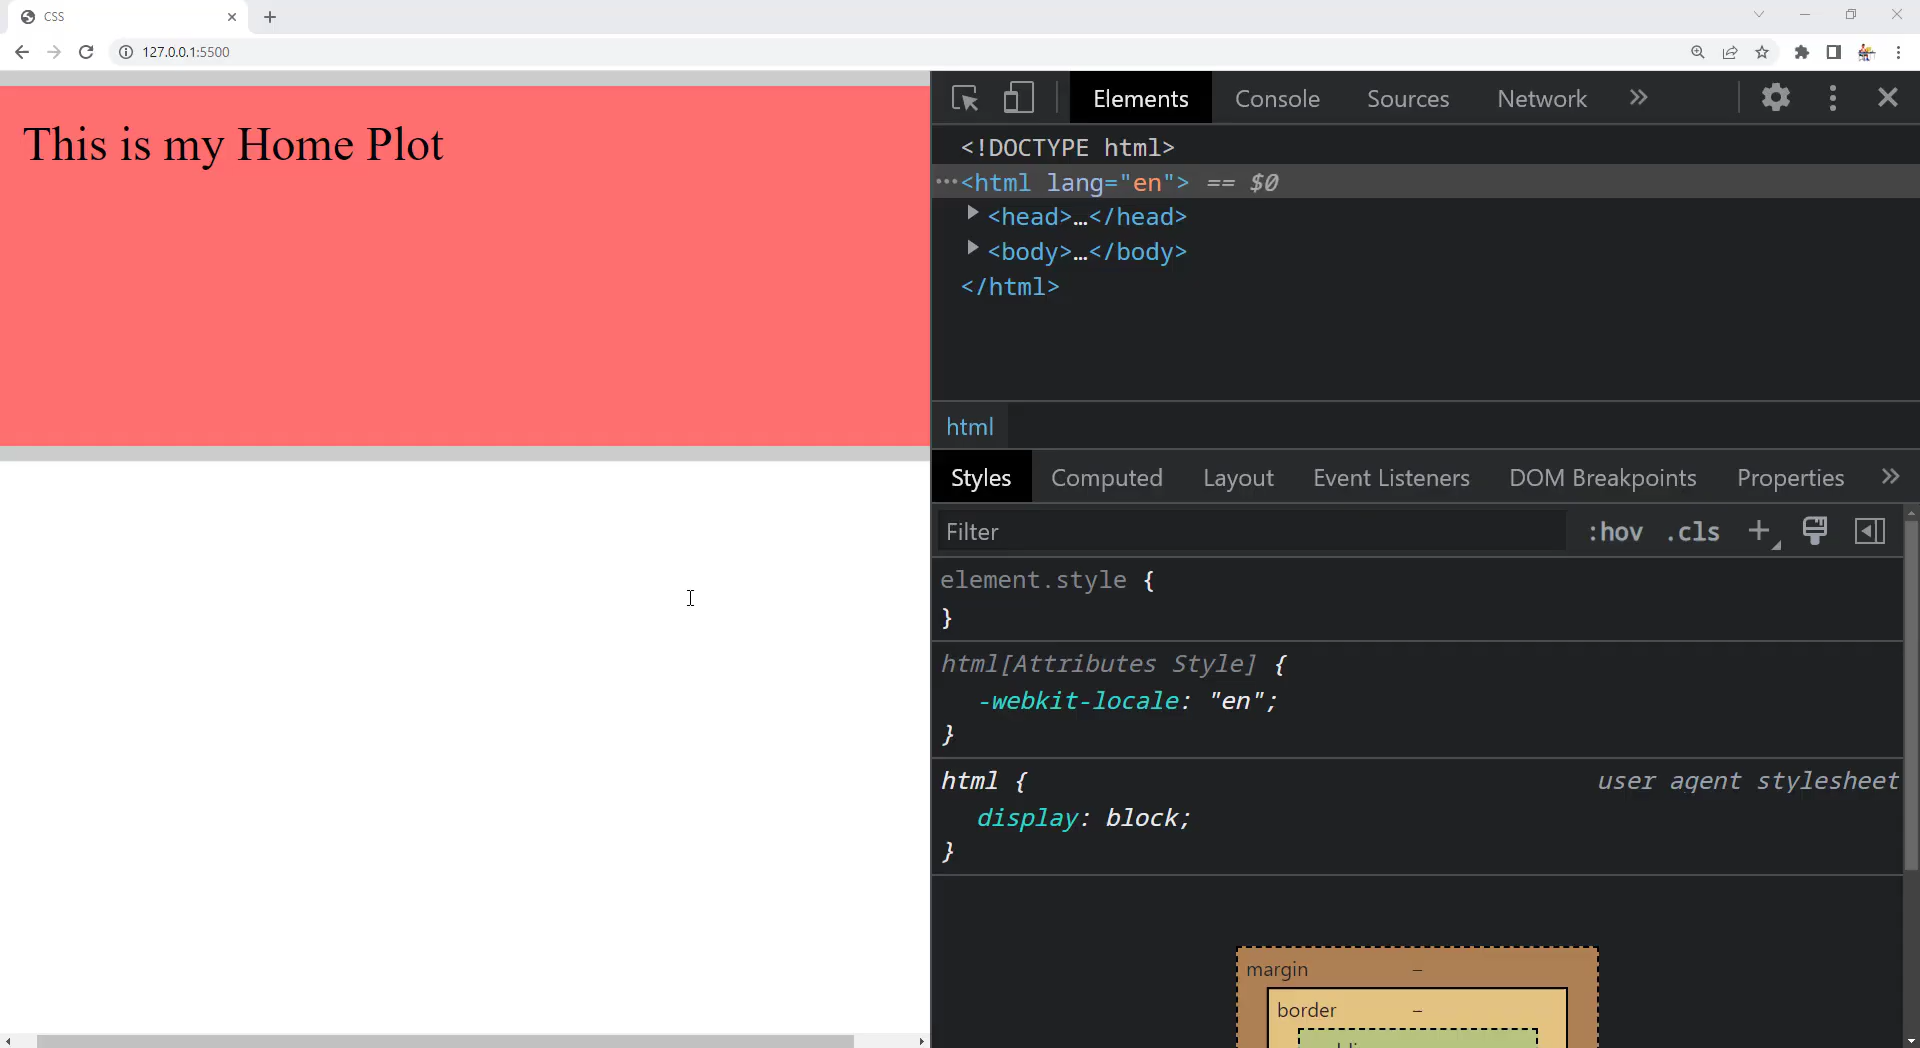 CSS
127.0.0.1:5500
This is my Home Plot
Elements Console Sources Network
<!DOCTYPE html>
<html lang="en"> == $0
<head>…</head>
<body>…</body>
</html>
html
Styles Computed Layout Event Listeners DOM Breakpoints Properties
Filter :hov .cls
element.style {
}
html[Attributes Style] {
-webkit-locale: "en";
}
html { user agent stylesheet
display: block;
}
margin –
border –